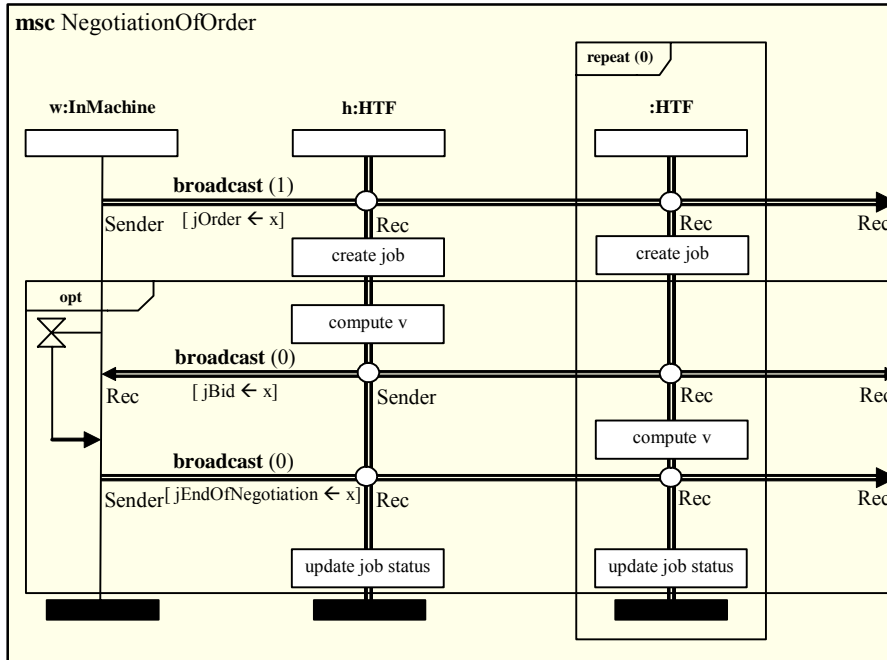 msc NegotiationOfOrder
repeat (0)
w:InMachine h:HTF :HTF
broadcast (1)
Sender [ jOrder ← x] Rec Rec Rec
create job create job
opt
compute v
broadcast (0)
Rec [ jBid ← x] Sender Rec Rec
compute v
broadcast (0)
Sender [ jEndOfNegotiation ← x] Rec Rec Rec
update job status update job status